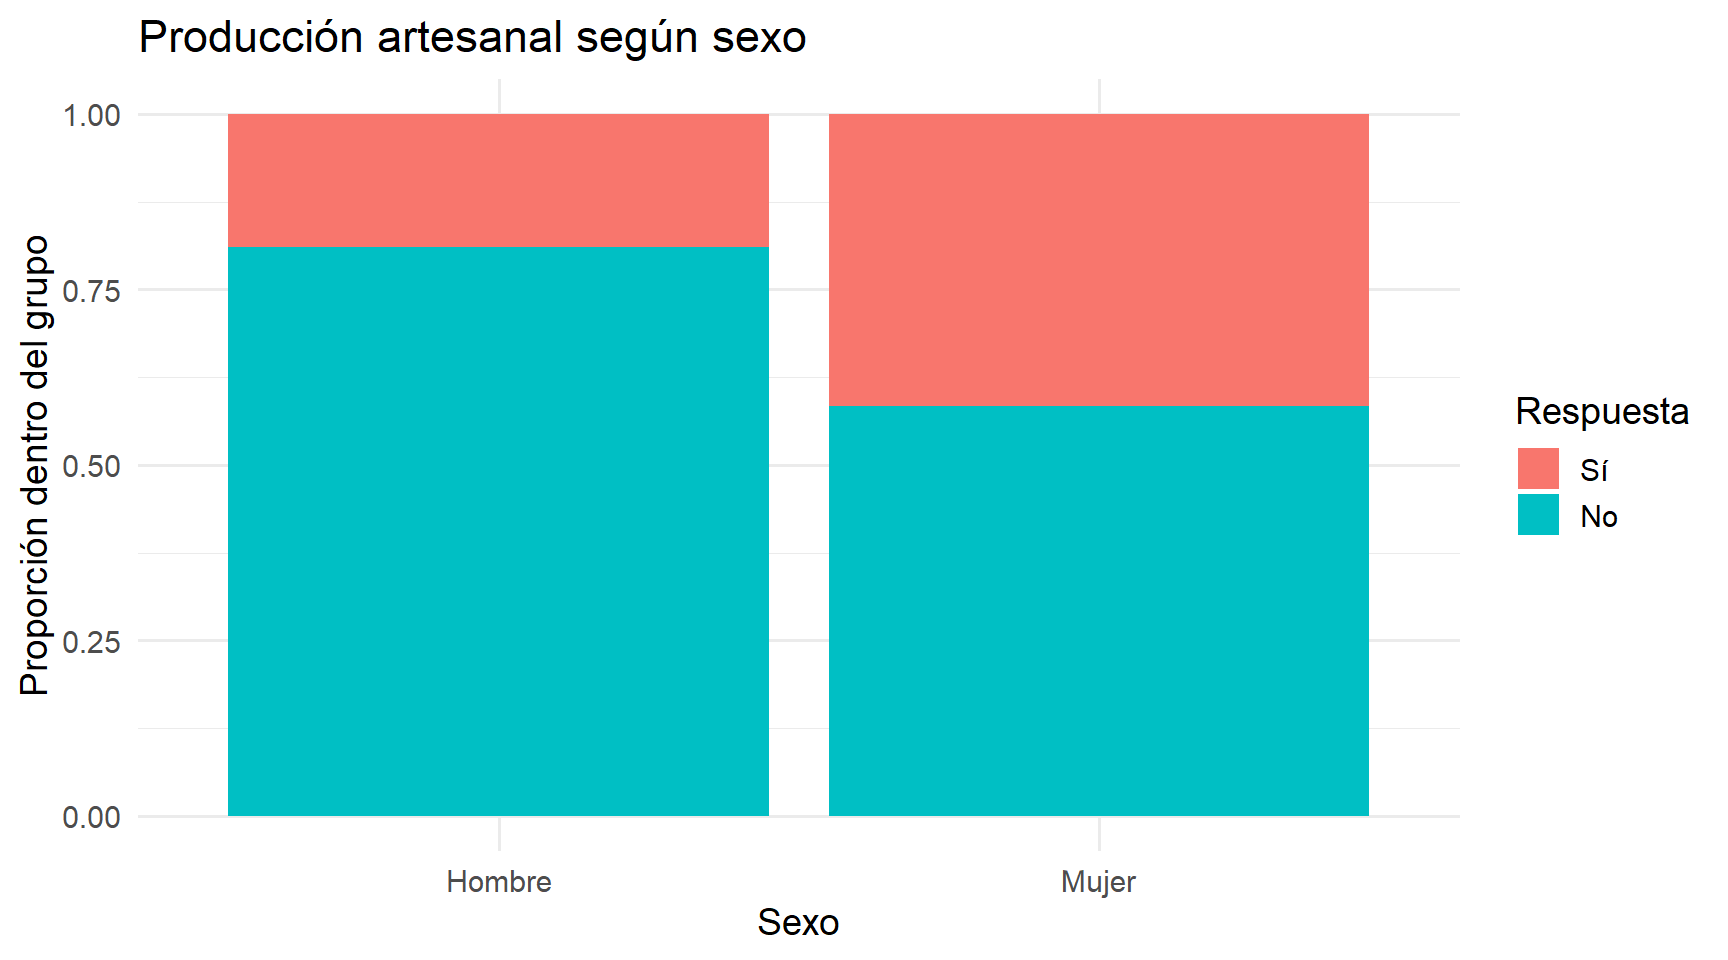 Producción artesanal según sexo
Proporción dentro del grupo
1.00
0.75
0.50
0.25
0.00
Hombre
Mujer
Sexo
Respuesta
Sí
No